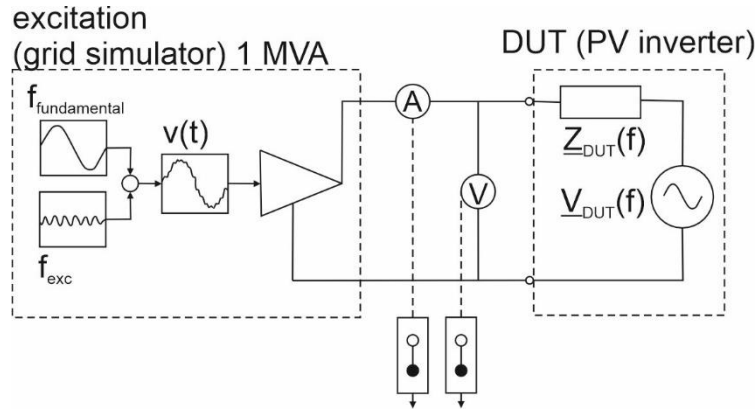 excitation
(grid simulator) 1 MVA
DUT (PV inverter)
f_fundamental
v(t)
f_exc
A
V
Z_DUT(f)
V_DUT(f)